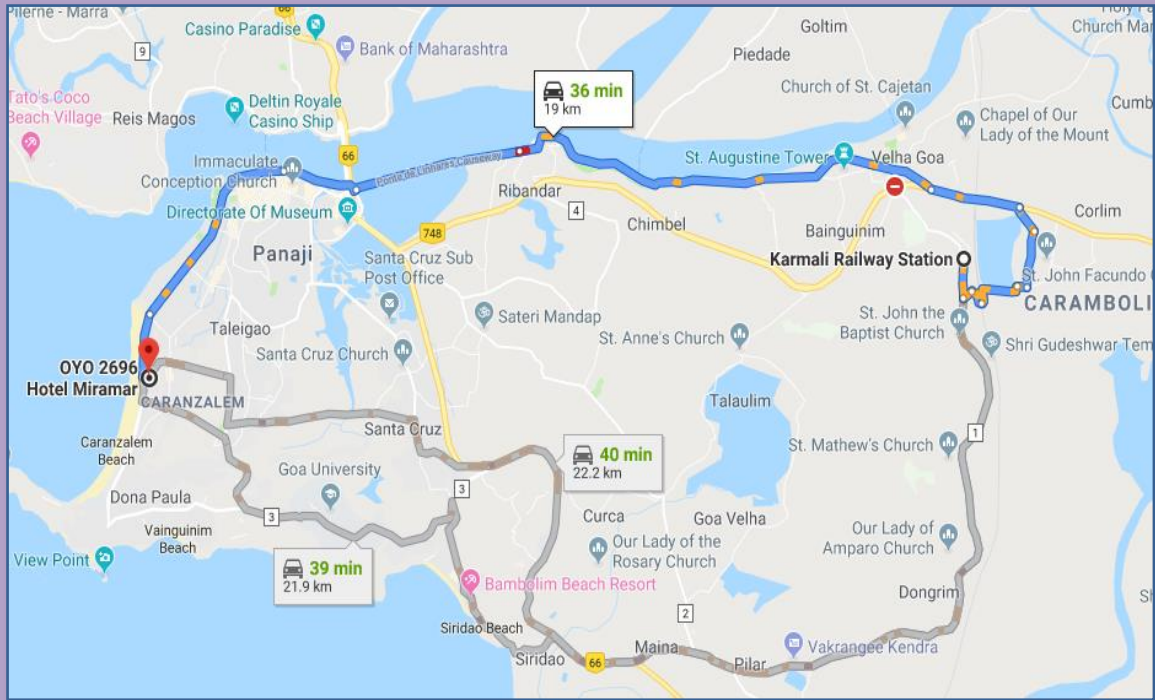 Pilerne - Marra
66
Holy
Church Mar
Goltim
Casino Paradise
9
Bank of Maharashtra
Piedade
36 min
19 km
Church of St. Cajetan
Tato's Coco
Beach Village
Reis Magos
Deltin Royale
Casino Ship
Chapel of Our
Lady of the Mount
Cumb
66
Immaculate
Conception Church
Ponte de Linhares Causeway
St. Augustine Tower
Velha Goa
Ribandar
Directorate Of Museum
4
Chimbel
Corlim
748
Bainguinim
Panaji
Santa Cruz Sub
Post Office
Karmali Railway Station
St. John Facundo
CARAMBOLI
Sateri Mandap
St. John the
Baptist Church
Taleigao
St. Anne's Church
Shri Gudeshwar Tem
Santa Cruz Church
OYO 2696
Hotel Miramar
CARANZALEM
Talaulim
Santa Cruz
1
Caranzalem
Beach
St. Mathew's Church
40 min
22.2 km
Goa University
3
Dona Paula
3
Curca
Goa Velha
Vainguinim
Beach
Our Lady of
Amparo Church
Our Lady of the
Rosary Church
View Point
39 min
21.9 km
Bambolim Beach Resort
Dongrim
2
Siridao Beach
Maina
Vakrangee Kendra
Siridao
66
Pilar